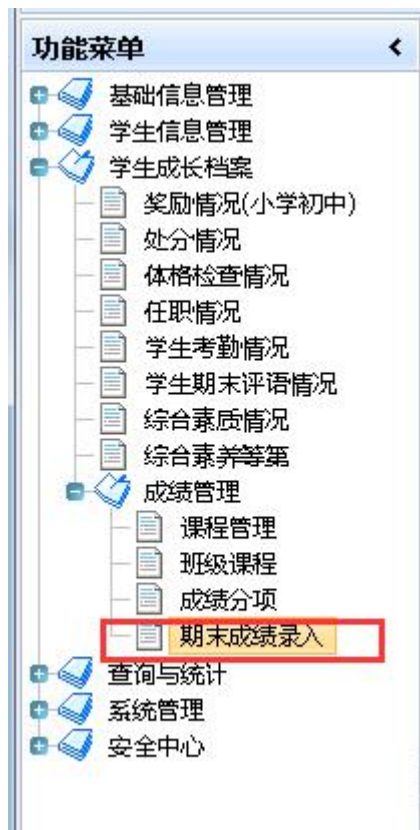 功能菜单
基础信息管理
学生信息管理
学生成长档案
奖励情况(小学初中)
处分情况
体格检查情况
任职情况
学生考勤情况
学生期末评语情况
综合素质情况
综合素养等第
成绩管理
课程管理
班级课程
成绩分项
期末成绩录入
查询与统计
系统管理
安全中心